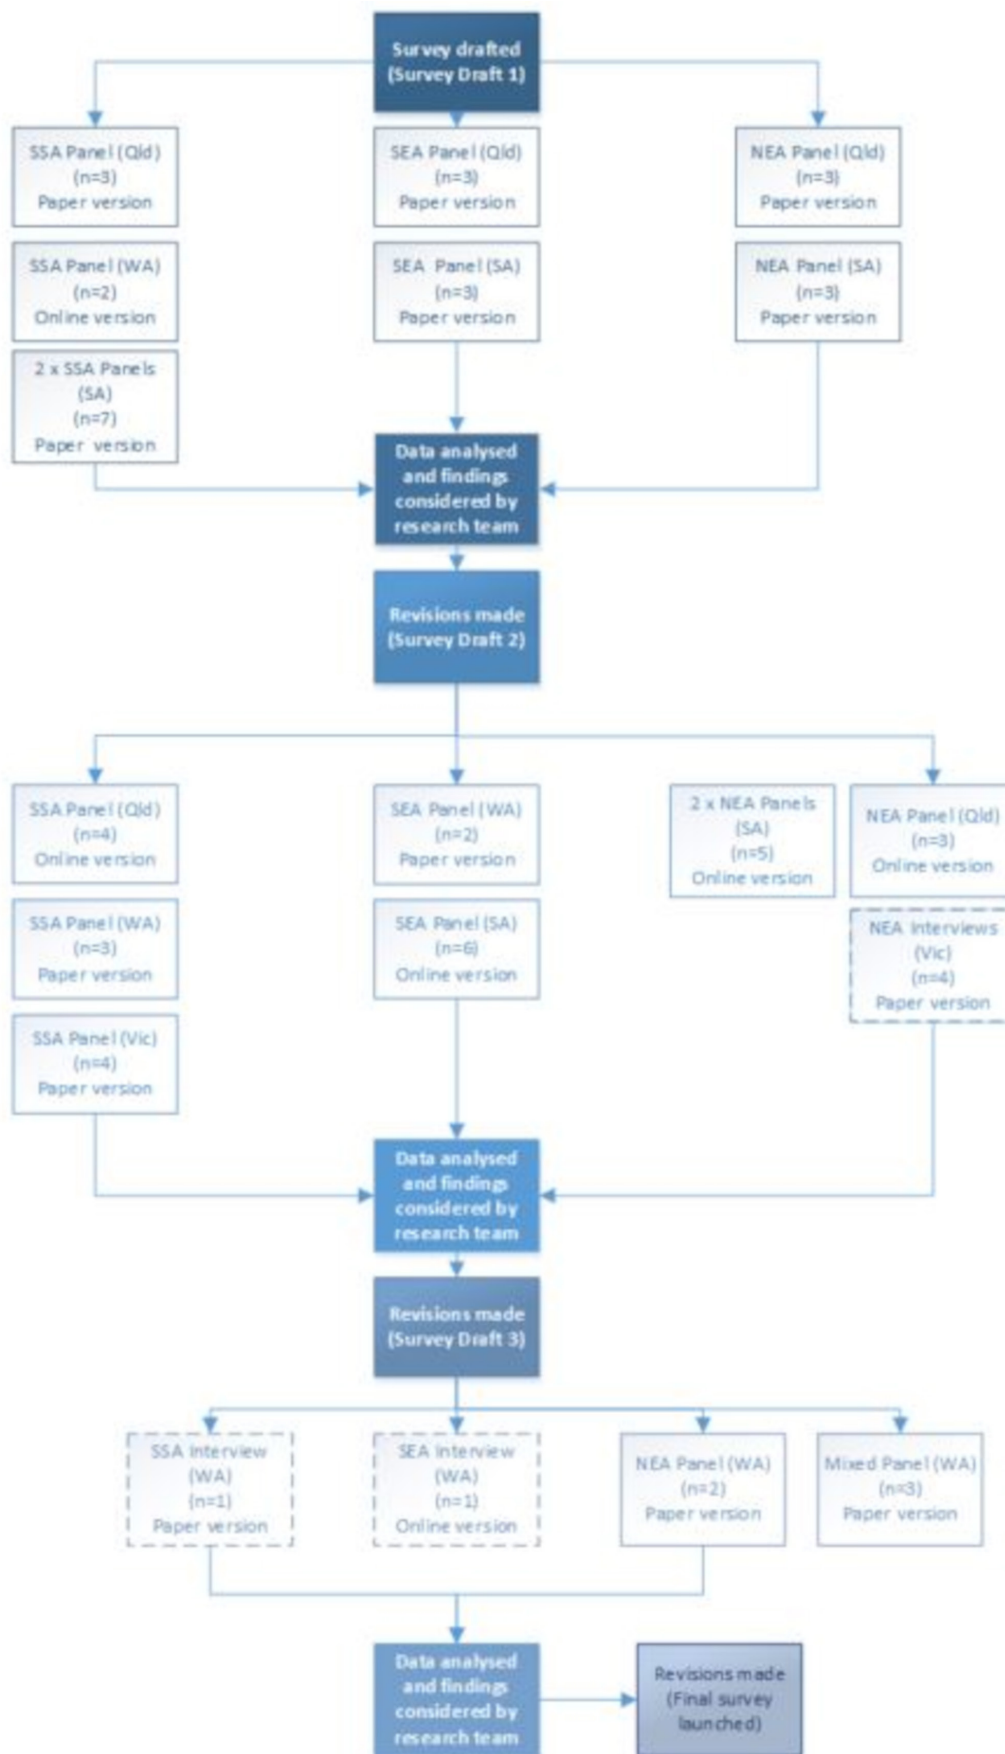 Survey drafted
(Survey Draft 1)
SSA Panel (Qld)
(n=3)
Paper version
SEA Panel (Qld)
(n=3)
Paper version
NEA Panel (Qld)
(n=3)
Paper version
SSA Panel (WA)
(n=2)
Online version
SEA Panel (SA)
(n=3)
Paper version
NEA Panel (SA)
(n=3)
Paper version
2 x SSA Panels
(SA)
(n=7)
Paper version
Data analysed
and findings
considered by
research team
Revisions made
(Survey Draft 2)
SSA Panel (Qld)
(n=4)
Online version
SEA Panel (WA)
(n=2)
Paper version
2 x NEA Panels
(SA)
(n=5)
Online version
NEA Panel (Qld)
(n=3)
Online version
SSA Panel (WA)
(n=3)
Paper version
SEA Panel (SA)
(n=6)
Online version
NEA Interviews
(Vic)
(n=4)
Paper version
SSA Panel (Vic)
(n=4)
Paper version
Data analysed
and findings
considered by
research team
Revisions made
(Survey Draft 3)
SSA Interview
(WA)
(n=1)
Paper version
SEA Interview
(WA)
(n=1)
Online version
NEA Panel (WA)
(n=2)
Paper version
Mixed Panel (WA)
(n=3)
Paper version
Data analysed
and findings
considered by
research team
Revisions made
(Final survey
launched)